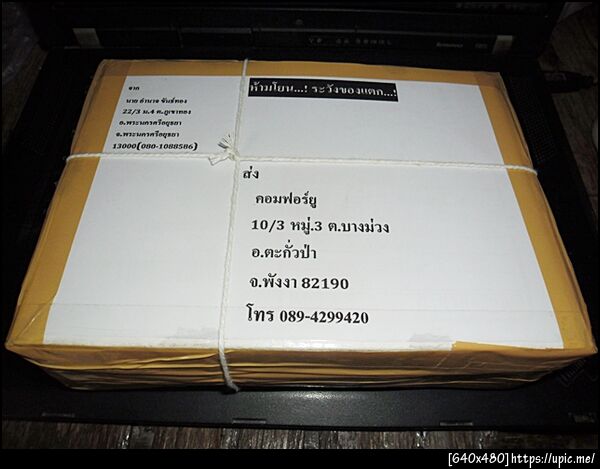 lenovo
จาก
นาย อำนาจ จันท์ทอง
22/3 ม.4 ต.ภูเขาทอง
อ.พระนครศรีอยุธยา
จ.พระนครศรีอยุธยา
13000(080-1088586)
ห้ามโยน...! ระวังของแตก...!
ส่ง
คอมฟอร์ยู
10/3 หมู่.3 ต.บางม่วง
อ.ตะกั่วป่า
จ.พังงา 82190
โทร 089-4299420
[640x480]https://upic.me/